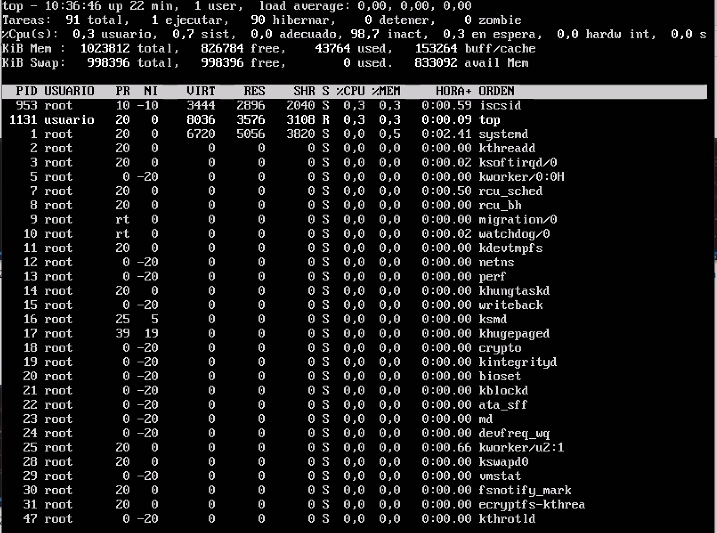 top - 10:36:46 up 22 min,  1 user,  load average: 0,00, 0,00, 0,00
Tareas:  91 total,   1 ejecutar,  90 hibernar,   0 detener,   0 zombie
%Cpu(s):  0,3 usuario,  0,7 sist,  0,0 adecuado, 98,7 inact,  0,3 en espera,  0,0 hardw int,  0,0 s
KiB Mem :  1023812 total,   826784 free,    43764 used,   153264 buff/cache
KiB Swap:   998396 total,   998396 free,        0 used.   833092 avail Mem
PID USUARIO   PR  NI    VIRT    RES    SHR S %CPU %MEM     HORA+ ORDEN
953 root      10 -10    3444   2896   2040 S  0,3  0,3   0:00.59 iscsid
1131 usuario   20   0    8036   3576   3108 R  0,3  0,3   0:00.09 top
1 root      20   0    6720   5056   3820 S  0,0  0,5   0:02.41 systemd
2 root      20   0       0      0      0 S  0,0  0,0   0:00.00 kthreadd
3 root      20   0       0      0      0 S  0,0  0,0   0:00.02 ksoftirqd/0
5 root       0 -20       0      0      0 S  0,0  0,0   0:00.00 kworker/0:0H
7 root      20   0       0      0      0 S  0,0  0,0   0:00.50 rcu_sched
8 root      20   0       0      0      0 S  0,0  0,0   0:00.00 rcu_bh
9 root      rt   0       0      0      0 S  0,0  0,0   0:00.00 migration/0
10 root      rt   0       0      0      0 S  0,0  0,0   0:00.02 watchdog/0
11 root      20   0       0      0      0 S  0,0  0,0   0:00.00 kdevtmpfs
12 root       0 -20       0      0      0 S  0,0  0,0   0:00.00 netns
13 root       0 -20       0      0      0 S  0,0  0,0   0:00.00 perf
14 root      20   0       0      0      0 S  0,0  0,0   0:00.00 khungtaskd
15 root       0 -20       0      0      0 S  0,0  0,0   0:00.00 writeback
16 root      25   5       0      0      0 S  0,0  0,0   0:00.00 ksmd
17 root      39  19       0      0      0 S  0,0  0,0   0:00.00 khugepaged
18 root       0 -20       0      0      0 S  0,0  0,0   0:00.00 crypto
19 root       0 -20       0      0      0 S  0,0  0,0   0:00.00 kintegrityd
20 root       0 -20       0      0      0 S  0,0  0,0   0:00.00 bioset
21 root       0 -20       0      0      0 S  0,0  0,0   0:00.00 kblockd
22 root       0 -20       0      0      0 S  0,0  0,0   0:00.00 ata_sff
23 root       0 -20       0      0      0 S  0,0  0,0   0:00.00 md
24 root       0 -20       0      0      0 S  0,0  0,0   0:00.00 devfreq_wq
25 root      20   0       0      0      0 S  0,0  0,0   0:00.66 kworker/u2:1
28 root      20   0       0      0      0 S  0,0  0,0   0:00.00 kswapd0
29 root       0 -20       0      0      0 S  0,0  0,0   0:00.00 vmstat
30 root      20   0       0      0      0 S  0,0  0,0   0:00.00 fsnotify_mark
31 root      20   0       0      0      0 S  0,0  0,0   0:00.00 ecryptfs-kthrea
47 root       0 -20       0      0      0 S  0,0  0,0   0:00.00 kthrotld